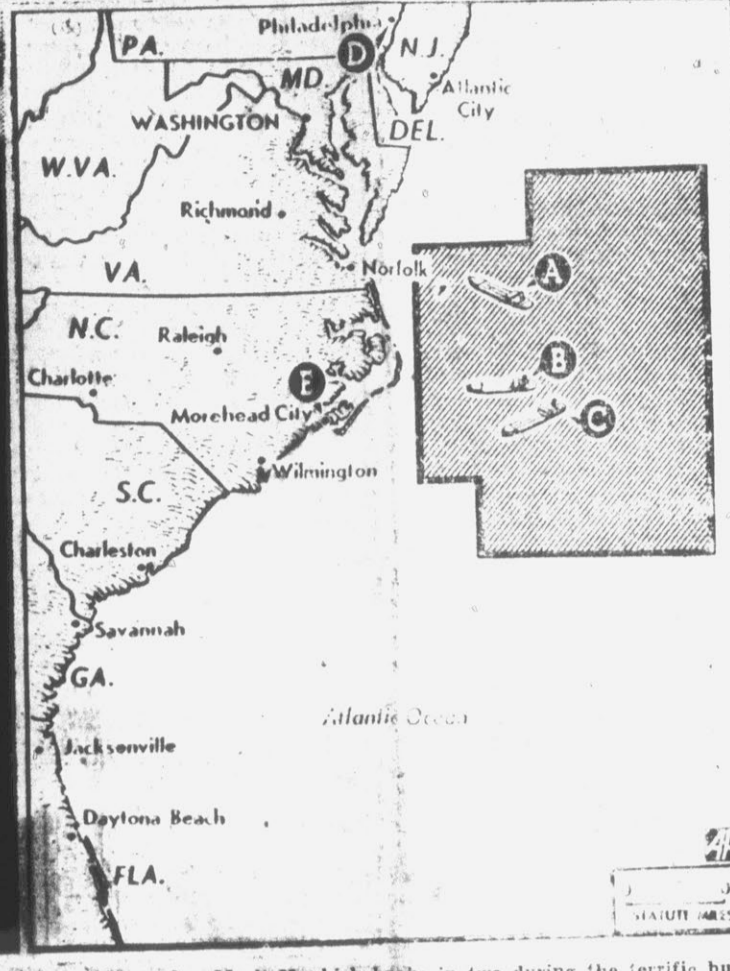 Philadelphia
PA.
D
N.J.
MD.
Atlantic
City
WASHINGTON
DEL.
W.VA.
Richmond
VA.
Norfolk
A
N.C.
Raleigh
B
Charlotte
E
Morehead City
C
Wilmington
S.C.
Charleston
Savannah
GA.
Atlantic Ocean
Jacksonville
Daytona Beach
FLA.
AP
STATUTE MILES
in two during the terrific